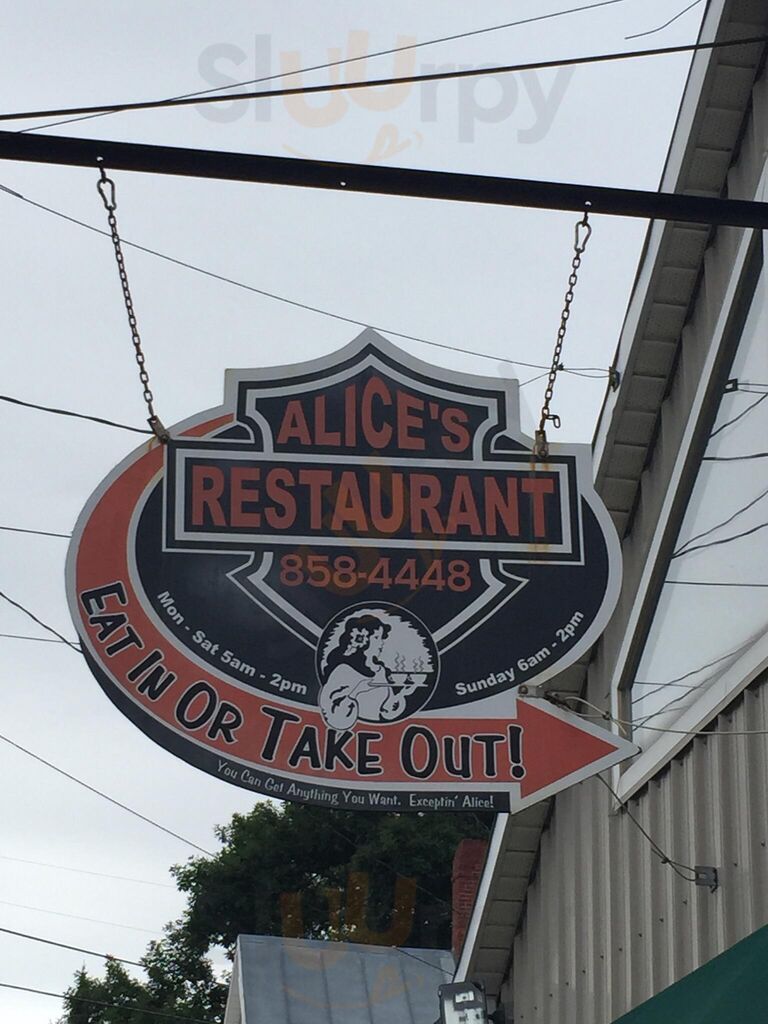 Sluurpy
ALICE'S
RESTAURANT
858-4448
Mon - Sat 5am - 2pm
Sunday 6am - 2pm
EAT IN OR TAKE OUT!
You Can Get Anything You Want. Exceptin' Alice!